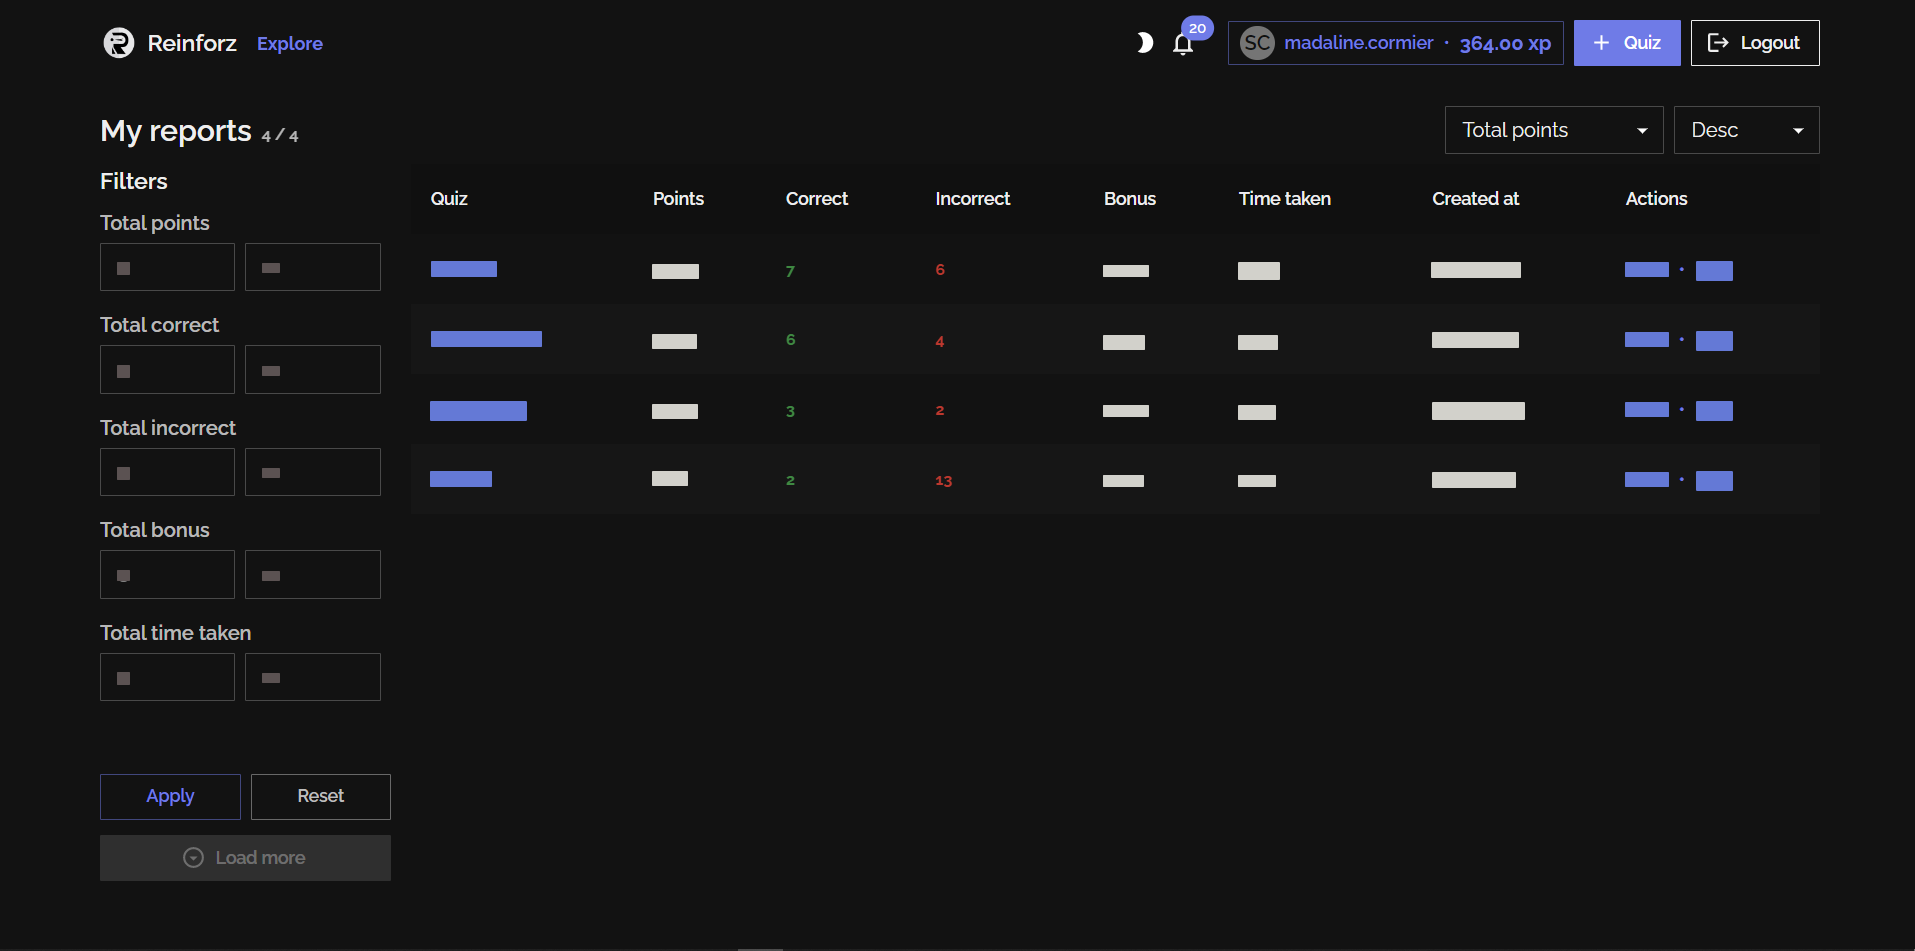 Reinforz Explore 20 SC madaline.cormier · 364.00 xp + Quiz Logout
My reports 4 / 4 Total points Desc
Filters
Quiz Points Correct Incorrect Bonus Time taken Created at Actions
Total points
7 6 ·
Total correct
6 4 ·
3 2 ·
Total incorrect
2 13 ·
Total bonus
Total time taken
Apply Reset
Load more